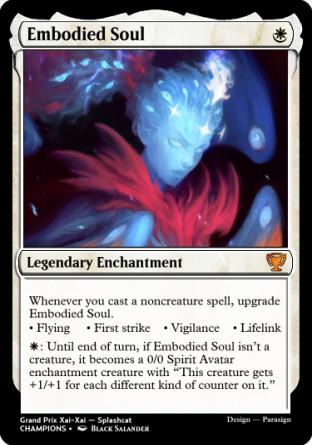 Embodied Soul
Legendary Enchantment
Whenever you cast a noncreature spell, upgrade
Embodied Soul.
• Flying • First strike • Vigilance • Lifelink
: Until end of turn, if Embodied Soul isn't a
creature, it becomes a 0/0 Spirit Avatar
enchantment creature with “This creature gets
+1/+1 for each different kind of counter on it.”
Grand Prix Xai-Xai — Splashcat
Design — Parasign
CHAMPIONS • Black Salander